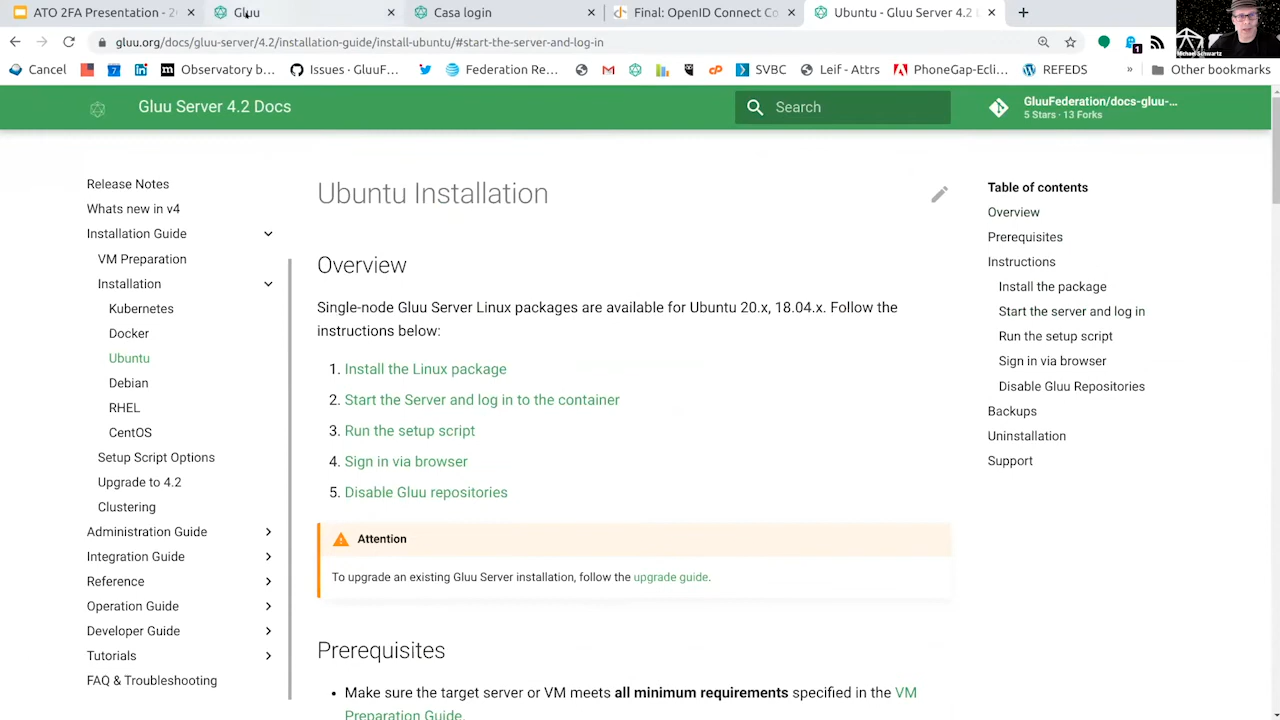 ATO 2FA Presentation - 2
Gluu
Casa login
Final: OpenID Connect Co
Ubuntu - Gluu Server 4.2
gluu.org/docs/gluu-server/4.2/installation-guide/install-ubuntu/#start-the-server-and-log-in
1
Michael Schwartz
Cancel
7
Observatory b...
Issues · GluuF...
Federation Re...
SVBC
Leif - Attrs
PhoneGap-Ecli...
REFEDS
»
Other bookmarks
Gluu Server 4.2 Docs
Search
GluuFederation/docs-gluu-...
5 Stars · 13 Forks
Release Notes
Whats new in v4
Installation Guide
VM Preparation
Installation
Kubernetes
Docker
Ubuntu
Debian
RHEL
CentOS
Setup Script Options
Upgrade to 4.2
Clustering
Administration Guide
Integration Guide
Reference
Operation Guide
Developer Guide
Tutorials
FAQ & Troubleshooting
Ubuntu Installation
Overview
Single-node Gluu Server Linux packages are available for Ubuntu 20.x, 18.04.x. Follow the
instructions below:
1. Install the Linux package
2. Start the Server and log in to the container
3. Run the setup script
4. Sign in via browser
5. Disable Gluu repositories
Attention
To upgrade an existing Gluu Server installation, follow the upgrade guide.
Prerequisites
• Make sure the target server or VM meets all minimum requirements specified in the VM
Preparation Guide.
Table of contents
Overview
Prerequisites
Instructions
Install the package
Start the server and log in
Run the setup script
Sign in via browser
Disable Gluu Repositories
Backups
Uninstallation
Support